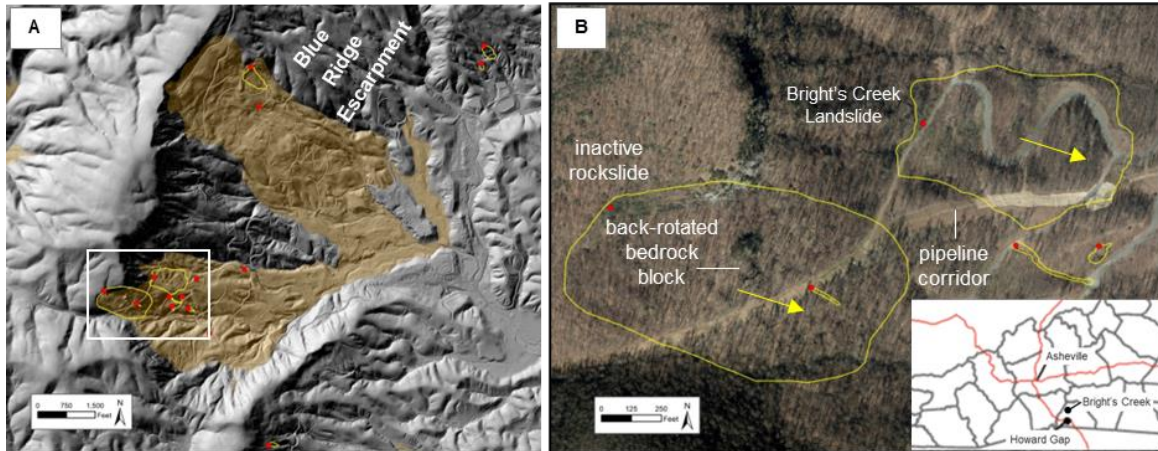 A
Blue
Ridge
Escarpment
0 750 1,500
Feet
N
B
Bright's Creek
Landslide
inactive
rockslide
back-rotated
bedrock
block
pipeline
corridor
0 125 250
Feet
N
Asheville
Bright's Creek
Howard Gap